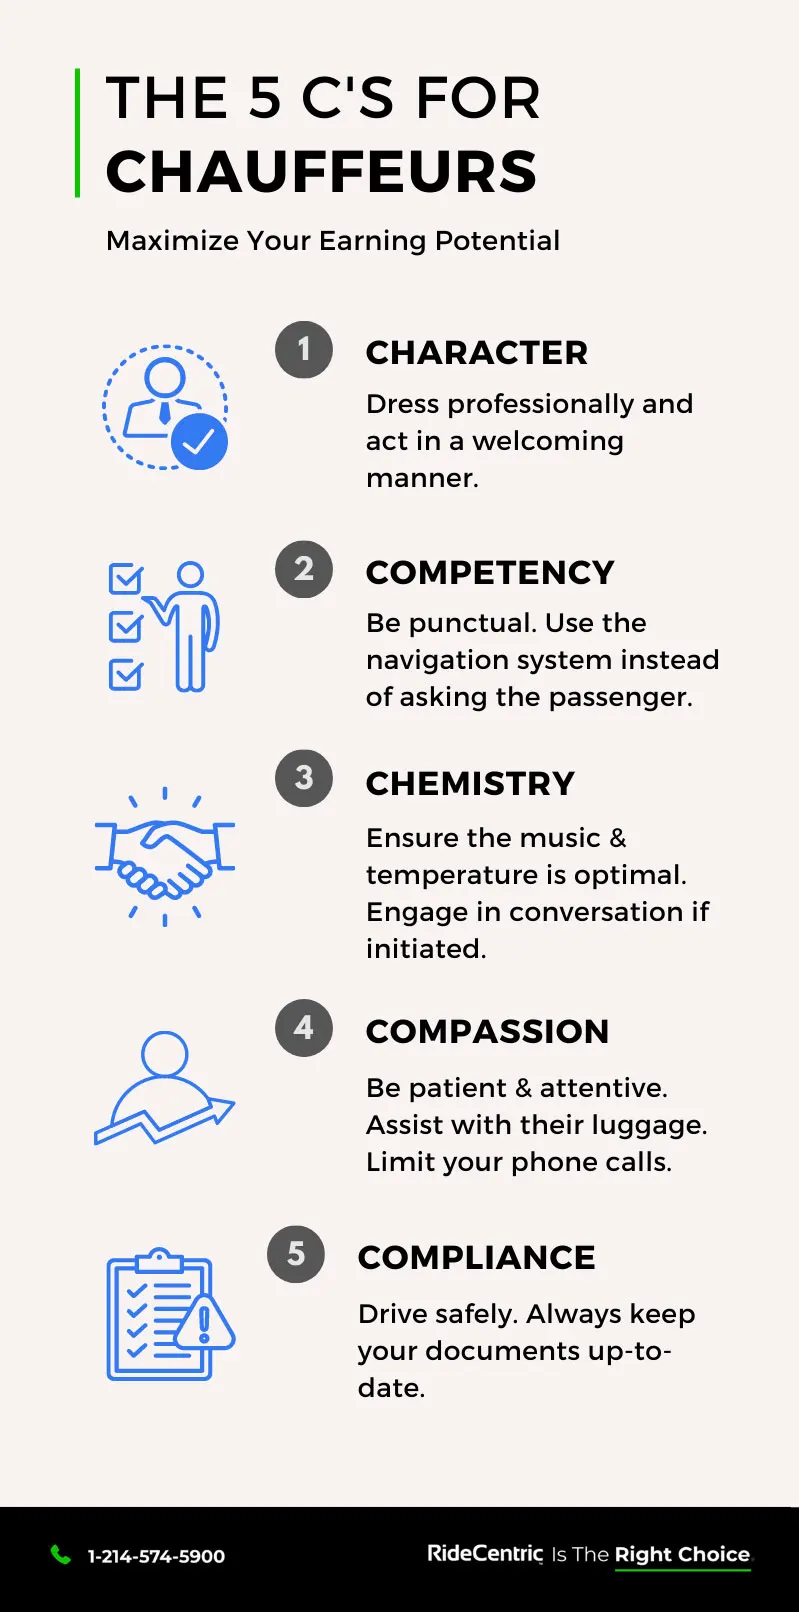 THE 5 C'S FOR
CHAUFFEURS
Maximize Your Earning Potential
1
CHARACTER
Dress professionally and
act in a welcoming
manner.
2
COMPETENCY
Be punctual. Use the
navigation system instead
of asking the passenger.
3
CHEMISTRY
Ensure the music &
temperature is optimal.
Engage in conversation if
initiated.
4
COMPASSION
Be patient & attentive.
Assist with their luggage.
Limit your phone calls.
5
COMPLIANCE
Drive safely. Always keep
your documents up-to-
date.
1-214-574-5900
RideCentric Is The Right Choice.